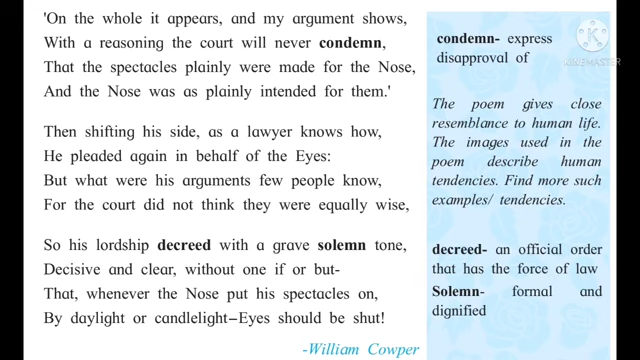 'On the whole it appears, and my argument shows,
With a reasoning the court will never condemn,
That the spectacles plainly were made for the Nose,
And the Nose was as plainly intended for them.'
Then shifting his side, as a lawyer knows how,
He pleaded again in behalf of the Eyes:
But what were his arguments few people know,
For the court did not think they were equally wise,
So his lordship decreed with a grave solemn tone,
Decisive and clear, without one if or but-
That, whenever the Nose put his spectacles on,
By daylight or candlelight–Eyes should be shut!
-William Cowper
condemn- express
disapproval of
The poem gives close
resemblance to human life.
The images used in the
poem describe human
tendencies. Find more such
examples/ tendencies.
decreed- an official order
that has the force of law
Solemn- formal and
dignified
KINEMASTER